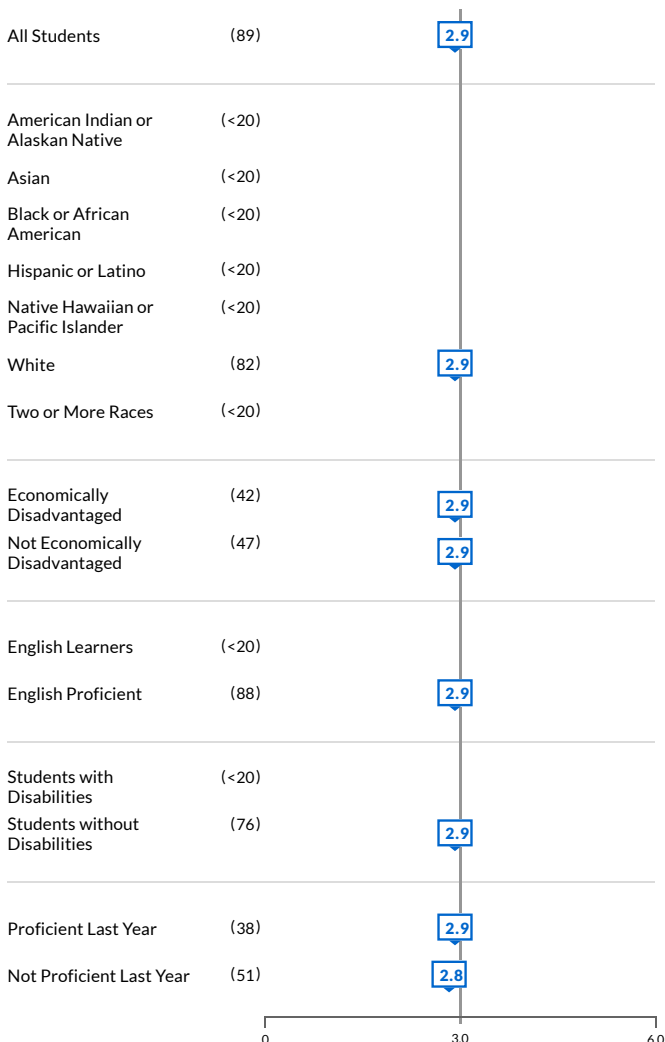 All Students (89) 2.9
American Indian or
Alaskan Native (<20)
Asian (<20)
Black or African
American (<20)
Hispanic or Latino (<20)
Native Hawaiian or
Pacific Islander (<20)
White (82) 2.9
Two or More Races (<20)
Economically
Disadvantaged (42) 2.9
Not Economically
Disadvantaged (47) 2.9
English Learners (<20)
English Proficient (88) 2.9
Students with
Disabilities (<20)
Students without
Disabilities (76) 2.9
Proficient Last Year (38) 2.9
Not Proficient Last Year (51) 2.8
0 3.0 6.0